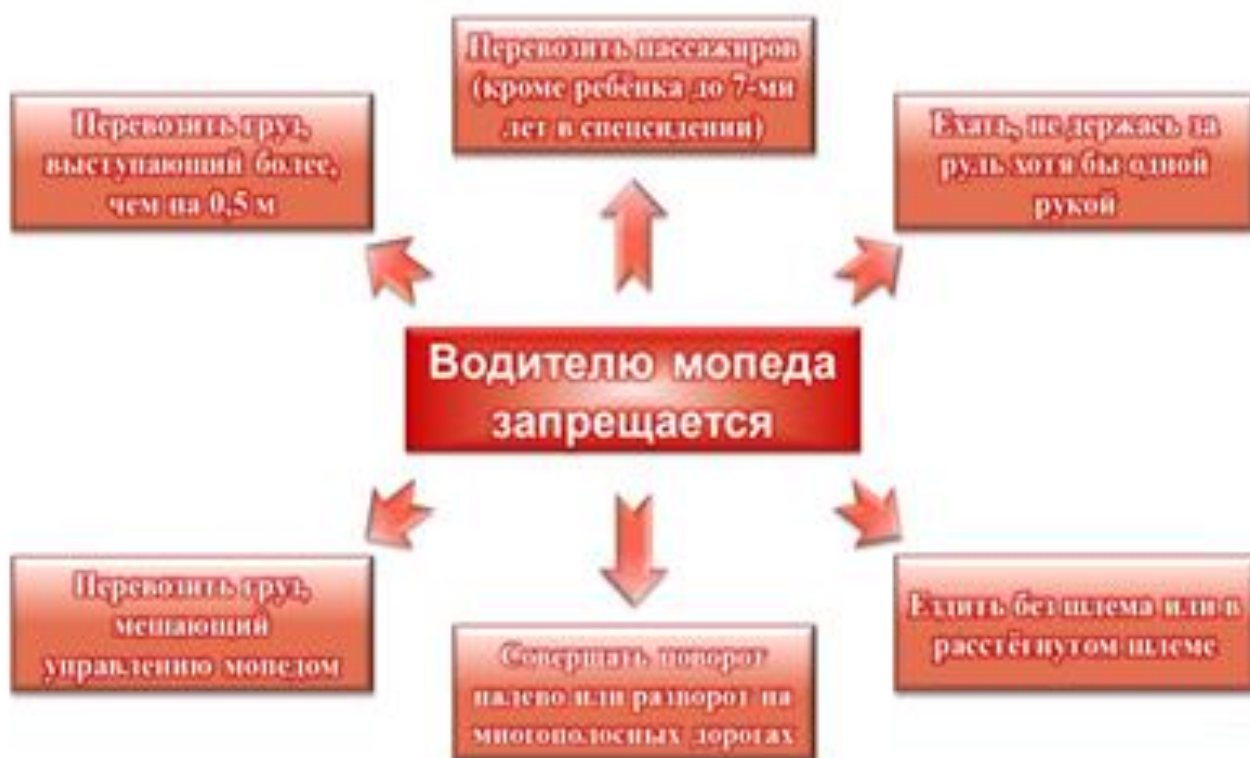 Перевозить пассажиров
(кроме ребёнка до 7-ми
лет в спецсидении)
Перевозить груз,
выступающий более,
чем на 0,5 м
Ехать, не держась за
руль хотя бы одной
рукой
Водителю мопеда
запрещается
Перевозить груз,
мешающий
управлению мопедом
Совершать поворот
налево или разворот на
многополосных дорогах
Ездить без шлема или в
расстёгнутом шлеме